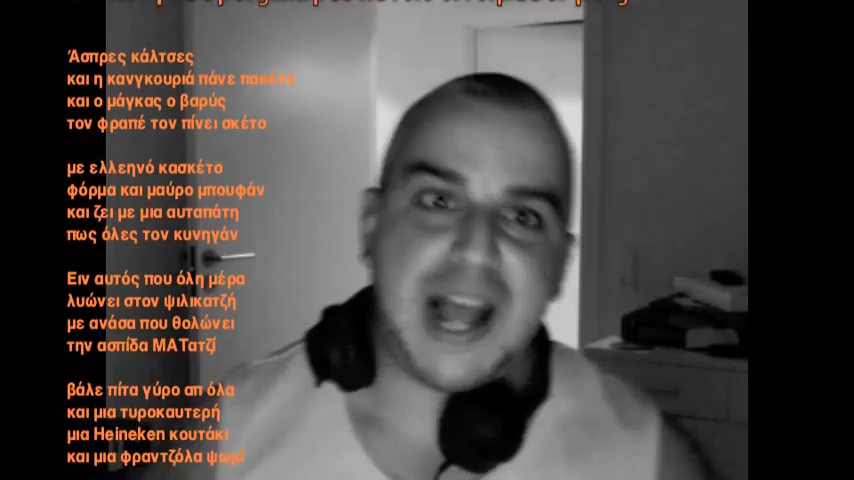 Άσπρες κάλτσες
και η κανγκουριά πάνε πακέτο
και ο μάγκας ο βαρύς
τον φραπέ τον πίνει σκέτο
με ελλεηνό κασκέτο
φόρμα και μαύρο μπουφάν
και ζει με μια αυταπάτη
πως όλες τον κυνηγάν
Ειν αυτός που όλη μέρα
λυώνει στον ψιλικατζή
με ανάσα που θολώνει
την ασπίδα ΜΑΤατζί
βάλε πίτα γύρο απ όλα
και μια τυροκαυτερή
μια Heineken κουτάκι
και μια φραντζόλα ψωμί